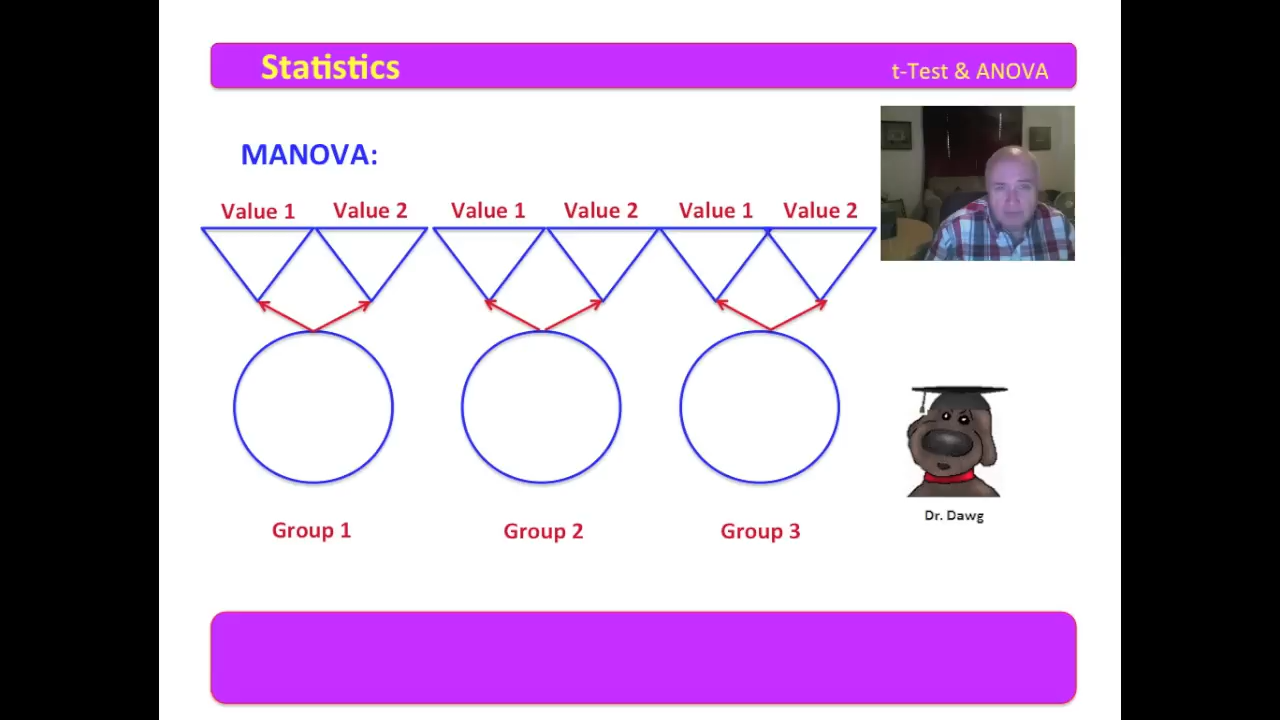 Statistics
t-Test & ANOVA
MANOVA:
Value 1 Value 2 Value 1 Value 2 Value 1 Value 2
Dr. Dawg
Group 1 Group 2 Group 3